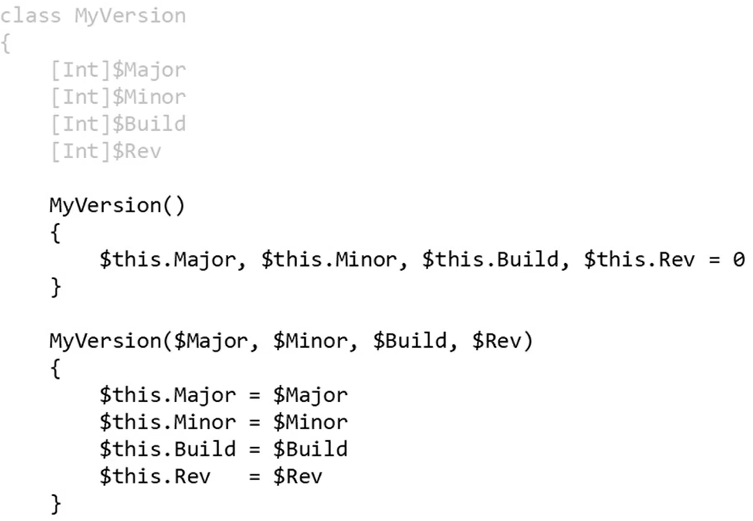 class MyVersion
{
    [Int]$Major
    [Int]$Minor
    [Int]$Build
    [Int]$Rev

    MyVersion()
    {
        $this.Major, $this.Minor, $this.Build, $this.Rev = 0
    }

    MyVersion($Major, $Minor, $Build, $Rev)
    {
        $this.Major = $Major
        $this.Minor = $Minor
        $this.Build = $Build
        $this.Rev   = $Rev
    }